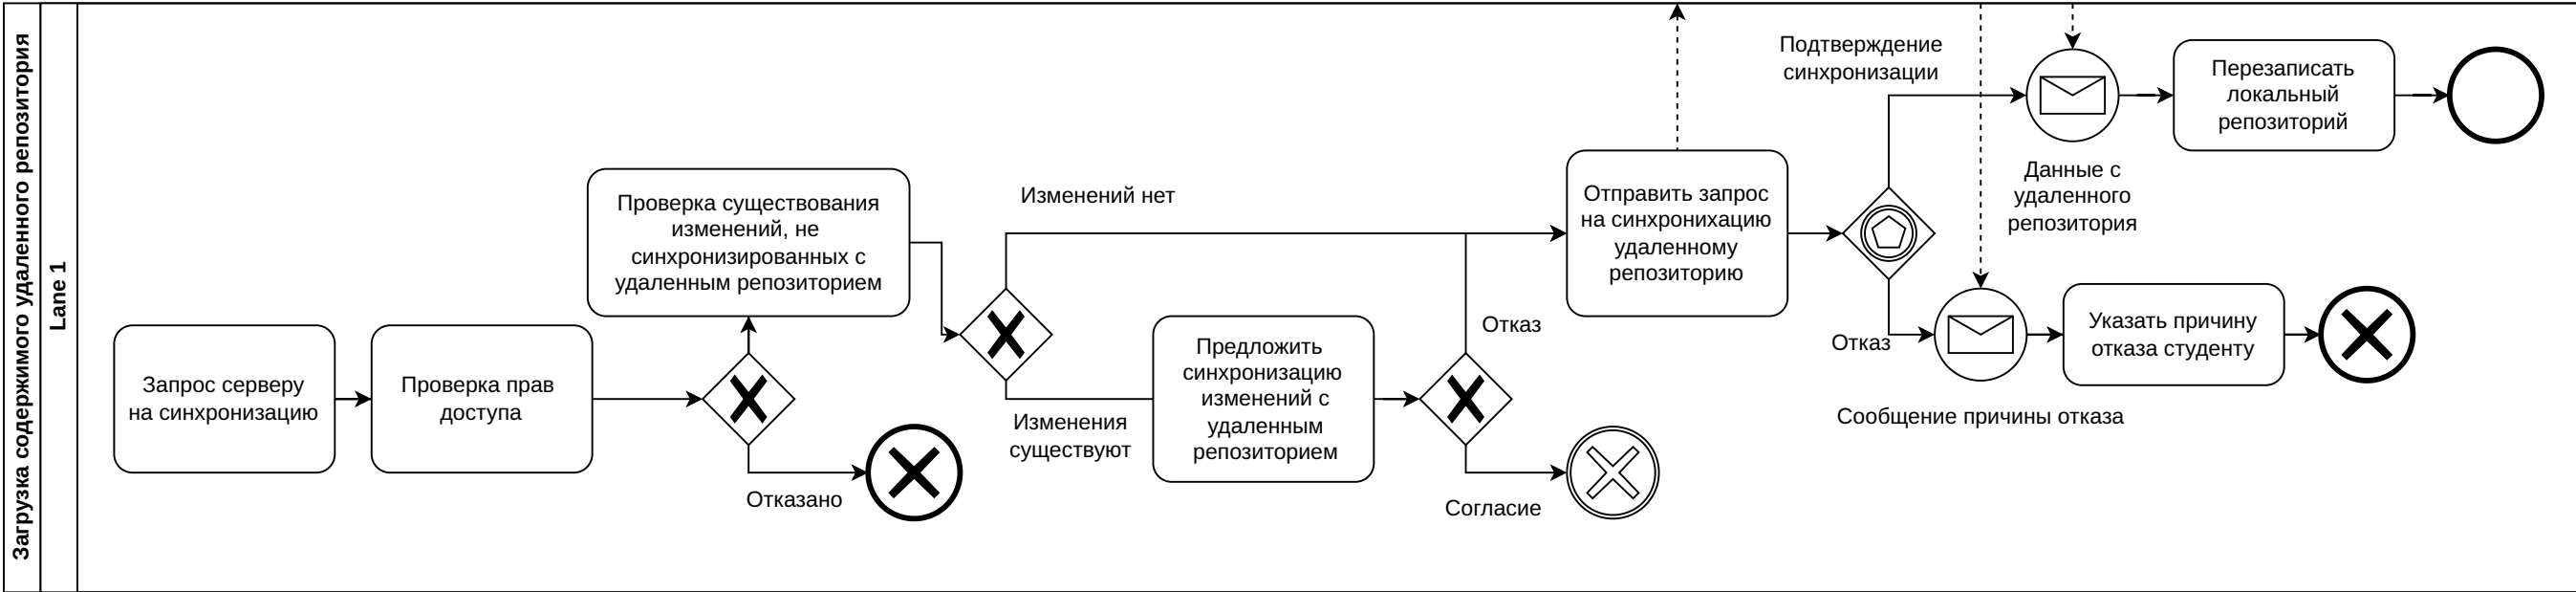 Загрузка содержимого удаленного репозитория
Lane 1
Запрос серверу
на синхронизацию
Проверка прав
доступа
Проверка существования
изменений, не
синхронизированных с
удаленным репозиторием
Отказано
Изменений нет
Изменения
существуют
Предложить
синхронизацию
изменений с
удаленным
репозиторием
Отказ
Согласие
Отправить запрос
на синхронихацию
удаленному
репозиторию
Подтверждение
синхронизации
Данные с
удаленного
репозитория
Перезаписать
локальный
репозиторий
Отказ
Сообщение причины отказа
Указать причину
отказа студенту